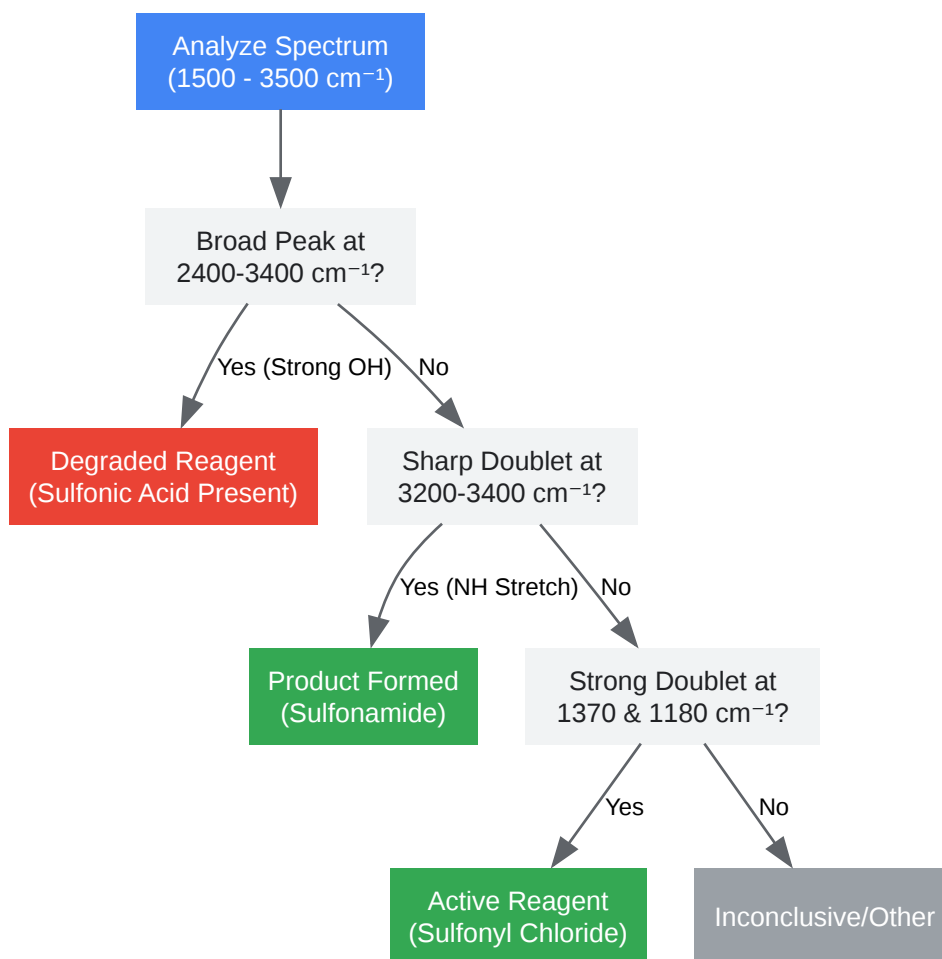 Analyze Spectrum
(1500 - 3500 cm⁻¹)
Broad Peak at
2400-3400 cm⁻¹?
Yes (Strong OH)
No
Degraded Reagent
(Sulfonic Acid Present)
Sharp Doublet at
3200-3400 cm⁻¹?
Yes (NH Stretch)
No
Product Formed
(Sulfonamide)
Strong Doublet at
1370 & 1180 cm⁻¹?
Yes
No
Active Reagent
(Sulfonyl Chloride)
Inconclusive/Other